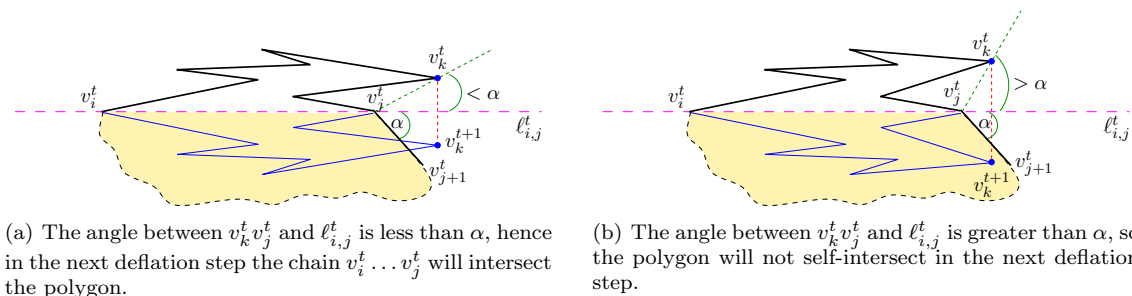 v_k^t
v_i^t
v_j^t
< α
α
ℓ_{i,j}^t
v_k^{t+1}
v_{j+1}^t
(a) The angle between v_k^t v_j^t and ℓ_{i,j}^t is less than α, hence
in the next deflation step the chain v_i^t … v_j^t will intersect
the polygon.
v_k^t
> α
v_i^t
v_j^t
α
ℓ_{i,j}^t
v_{j+1}^t
v_k^{t+1}
(b) The angle between v_k^t v_j^t and ℓ_{i,j}^t is greater than α, so
the polygon will not self-intersect in the next deflation
step.